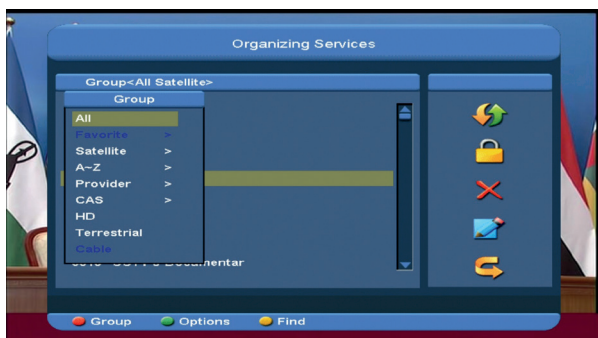 Organizing Services
Group<All Satellite>
Group
All
Favorite >
Satellite >
A~Z >
Provider >
CAS >
HD
Terrestrial
Cable
Group Options Find